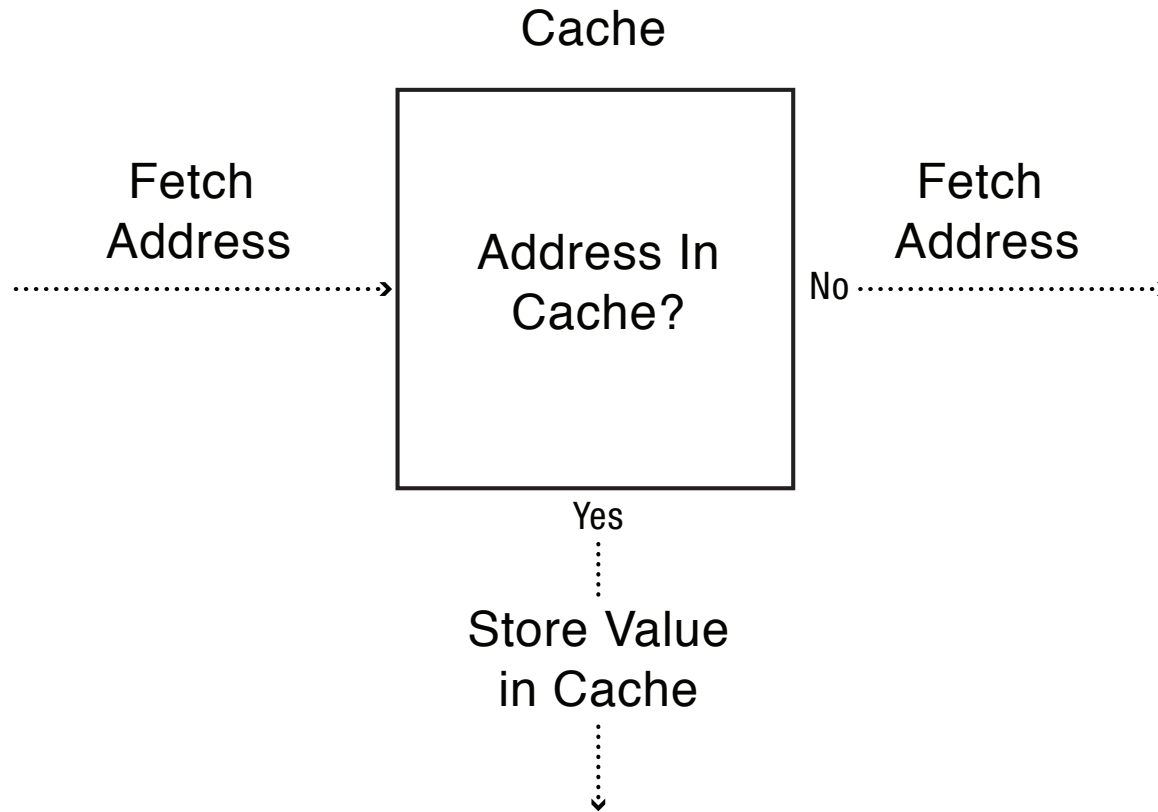 Cache
Fetch
Address
Address In
Cache?
No
Fetch
Address
Yes
Store Value
in Cache